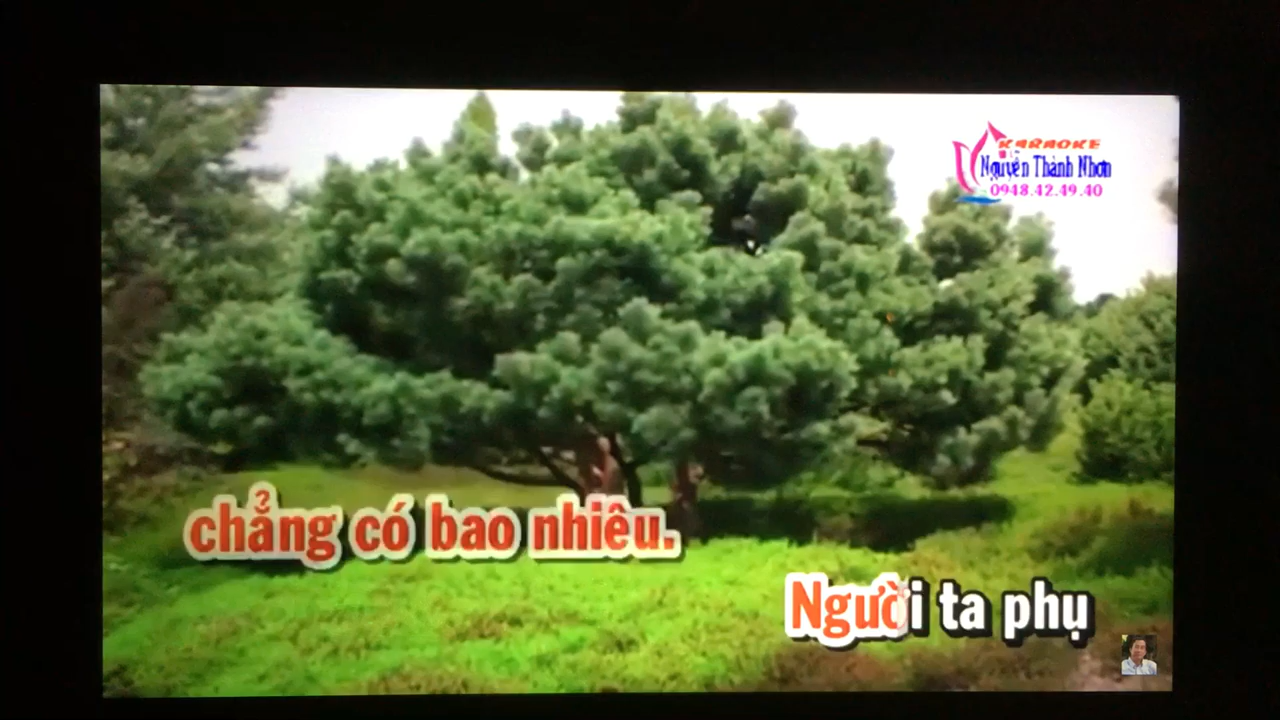 KARAOKE
Nguyễn Thành Nhơn
0948.42.49.40
chẳng có bao nhiêu.
Người ta phụ